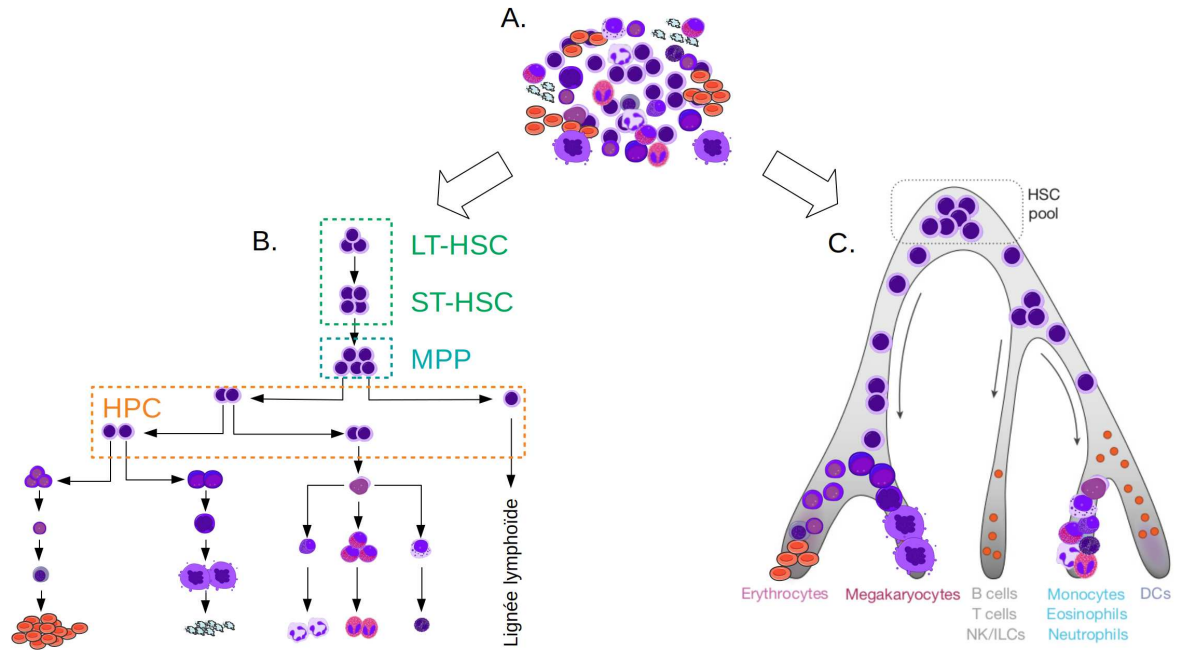 A.
B.
LT-HSC
ST-HSC
MPP
HPC
Lignée lymphoïde
C.
HSC
pool
Erythrocytes
Megakaryocytes
B cells
T cells
NK/ILCs
Monocytes
Eosinophils
Neutrophils
DCs